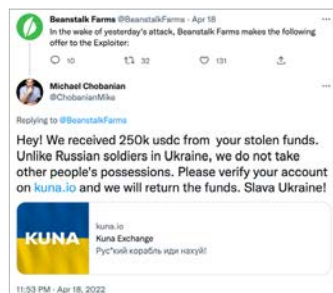 Beanstalk Farms @BeanstalkFarms · Apr 18
In the wake of yesterday's attack, Beanstalk Farms makes the following
offer to the Exploiter:
10 32 131
Michael Chobanian
@ChobanianMike
Replying to @BeanstalkFarms
Hey! We received 250k usdc from your stolen funds.
Unlike Russian soldiers in Ukraine, we do not take
other people's possessions. Please verify your account
on kuna.io and we will return the funds. Slava Ukraine!
KUNA
kuna.io
Kuna Exchange
Рус*кий корабль иди нахуй!
11:53 PM · Apr 18, 2022